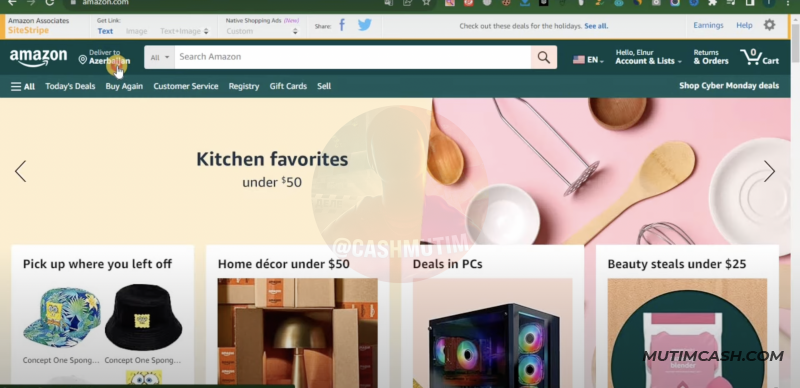 amazon.com
Amazon Associates
SiteStripe
Get Link:
Text
Image
Text+Image
Native Shopping Ads (New)
Custom
Share:
Check out these deals for the holidays. See all.
Earnings
Help
amazon
Deliver to
Azerbaijan
All
Search Amazon
EN
Hello, Elnur
Account & Lists
Returns
& Orders
0
Cart
All
Today's Deals
Buy Again
Customer Service
Registry
Gift Cards
Sell
Shop Cyber Monday deals
Kitchen favorites
under $50
@CASHMUTIM
Pick up where you left off
Home décor under $50
Deals in PCs
Beauty steals under $25
Concept One Spong...
Concept One Spong...
blender
MUTIMCASH.COM